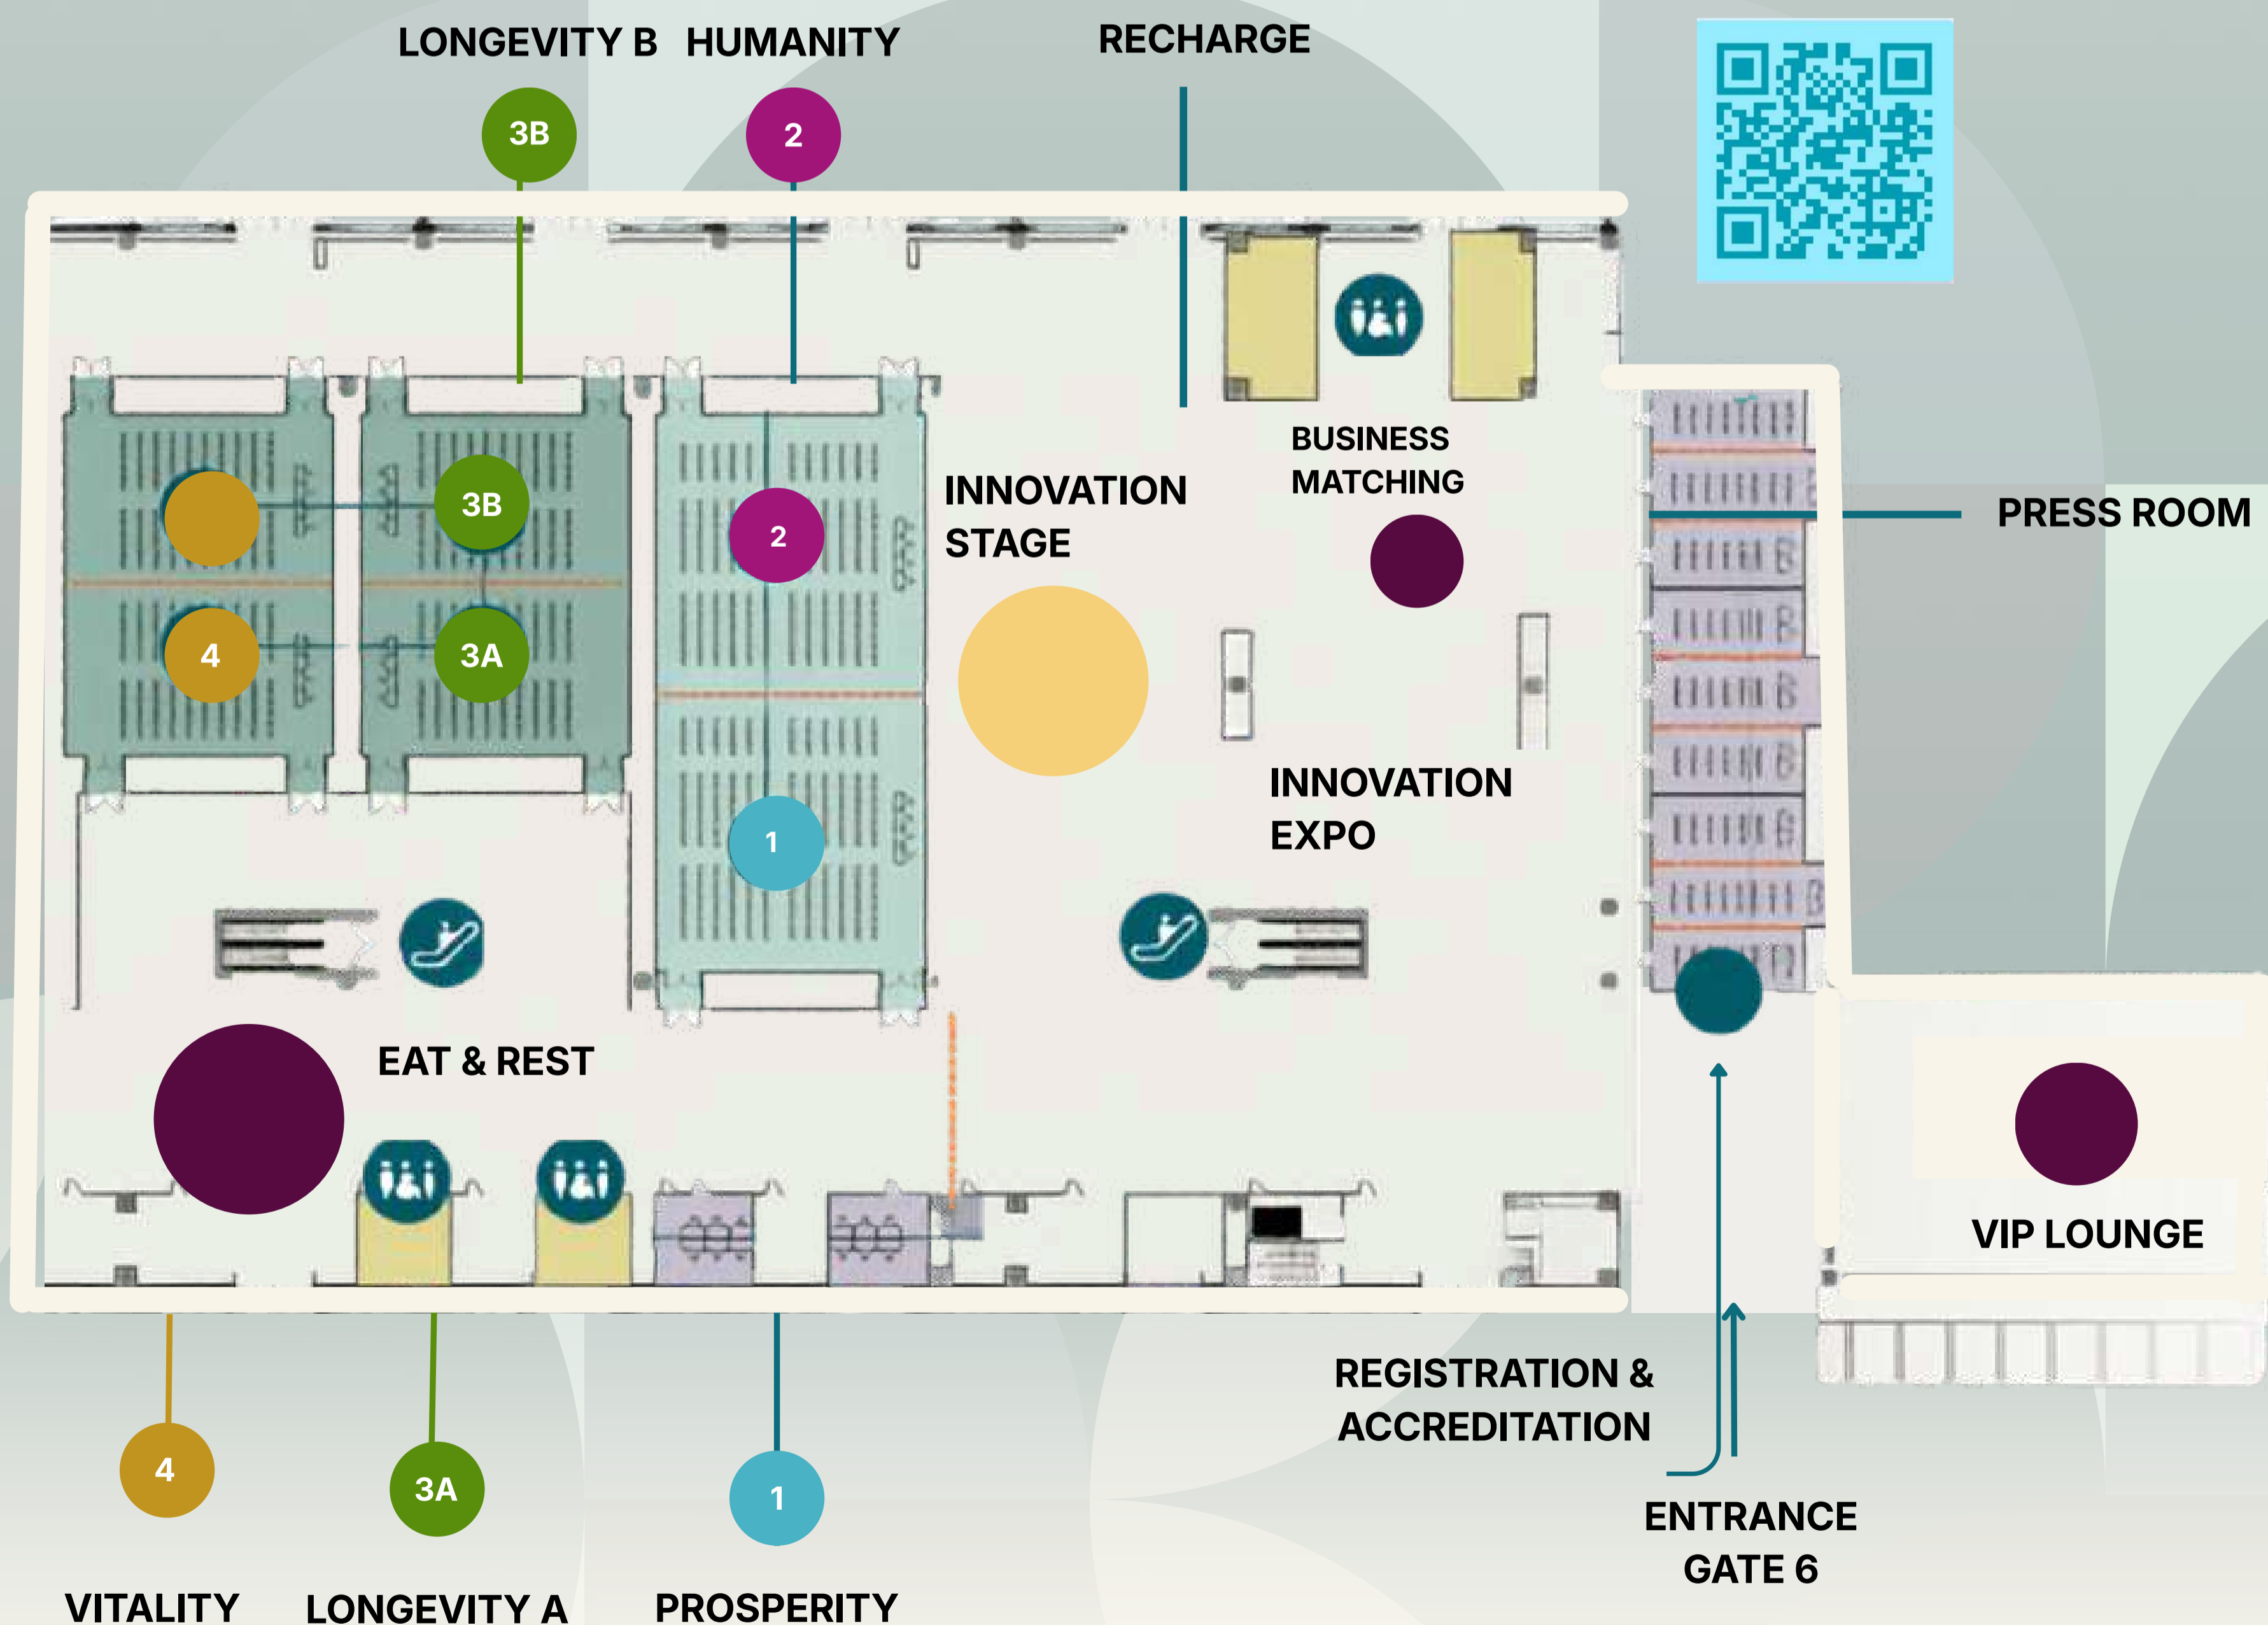 LONGEVITY B
HUMANITY
RECHARGE
3B
2
BUSINESS
MATCHING
INNOVATION
STAGE
PRESS ROOM
3B
2
4
3A
INNOVATION
EXPO
1
EAT & REST
VIP LOUNGE
REGISTRATION &
ACCREDITATION
4
3A
1
ENTRANCE
GATE 6
VITALITY
LONGEVITY A
PROSPERITY